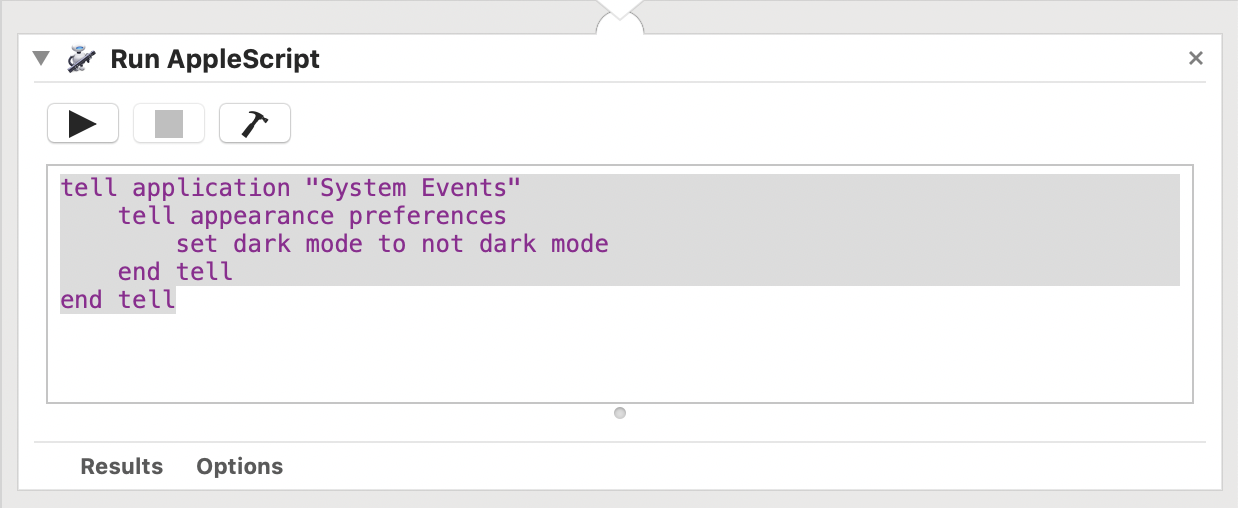 Run AppleScript
tell application "System Events"
    tell appearance preferences
        set dark mode to not dark mode
    end tell
end tell
Results Options